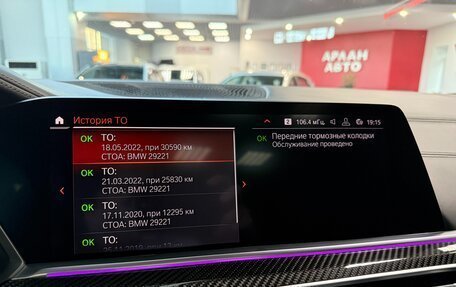 АРЛАН
АВТО
История ТО
2 106.4 мГц 19:15
OK ТО:
18.05.2022, при 30590 км
СТОА: BMW 29221
OK ТО:
21.03.2022, при 25830 км
СТОА: BMW 29221
OK ТО:
17.11.2020, при 12295 км
СТОА: BMW 29221
OK ТО:
OK Передние тормозные колодки
Обслуживание проведено